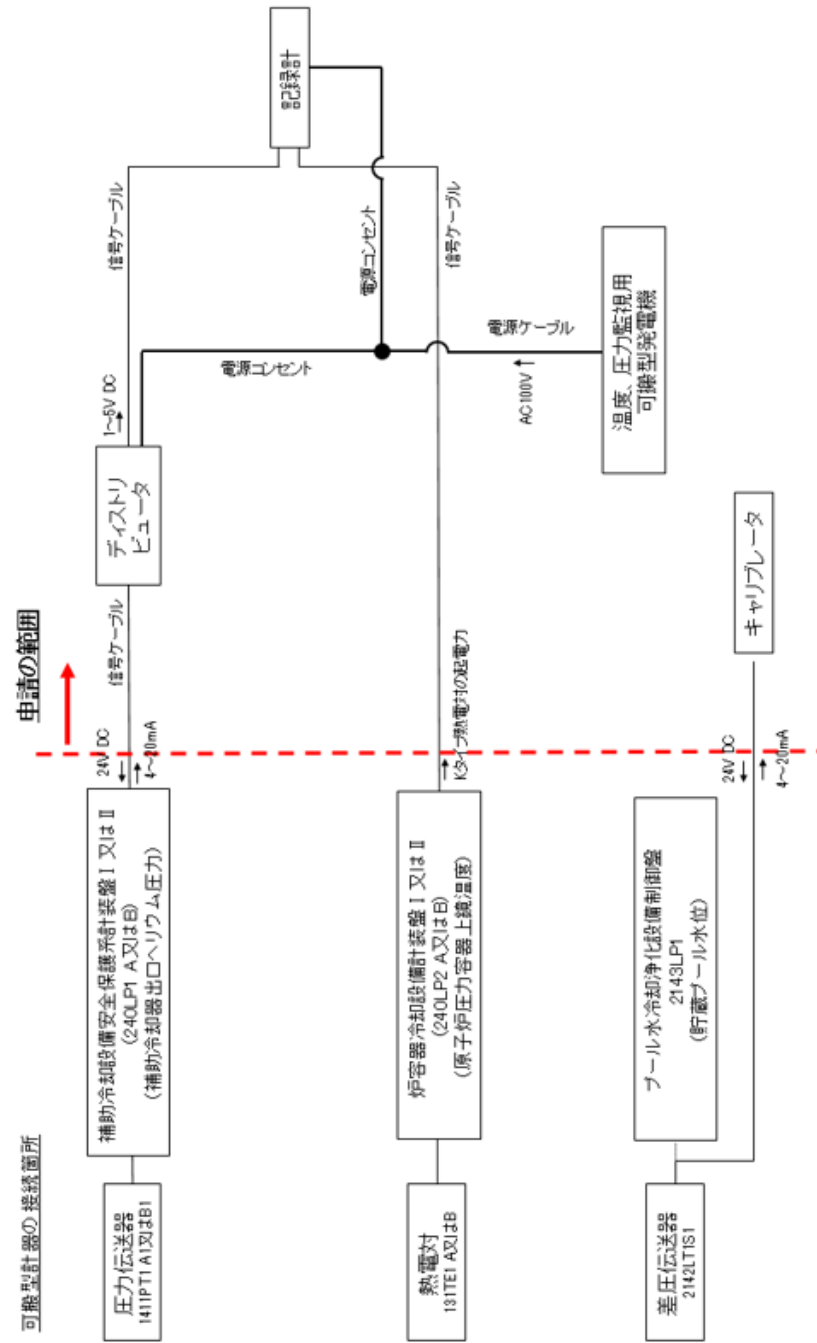 可搬型計器の接続箇所
申請の範囲
圧力伝送器
1411PT1 A1又はB1
補助冷却設備安全保護系計装盤Ⅰ又はⅡ
(240LP1 A又はB)
(補助冷却器出口ヘリウム圧力)
24V DC
4~20mA
信号ケーブル
ディストリ
ビュータ
1~5V DC
信号ケーブル
電源コンセント
記録計
電源コンセント
熱電対
131TE1 A又はB
炉容器冷却設備計装盤Ⅰ又はⅡ
(240LP2 A又はB)
(原子炉圧力容器上鏡温度)
Kタイプ熱電対の起電力
信号ケーブル
電源ケーブル
AC100V
温度、圧力監視用
可搬型発電機
差圧伝送器
2142LT1S1
プール水冷却浄化設備制御盤
2143LP1
(貯蔵プール水位)
24V DC
4~20mA
キャリブレータ